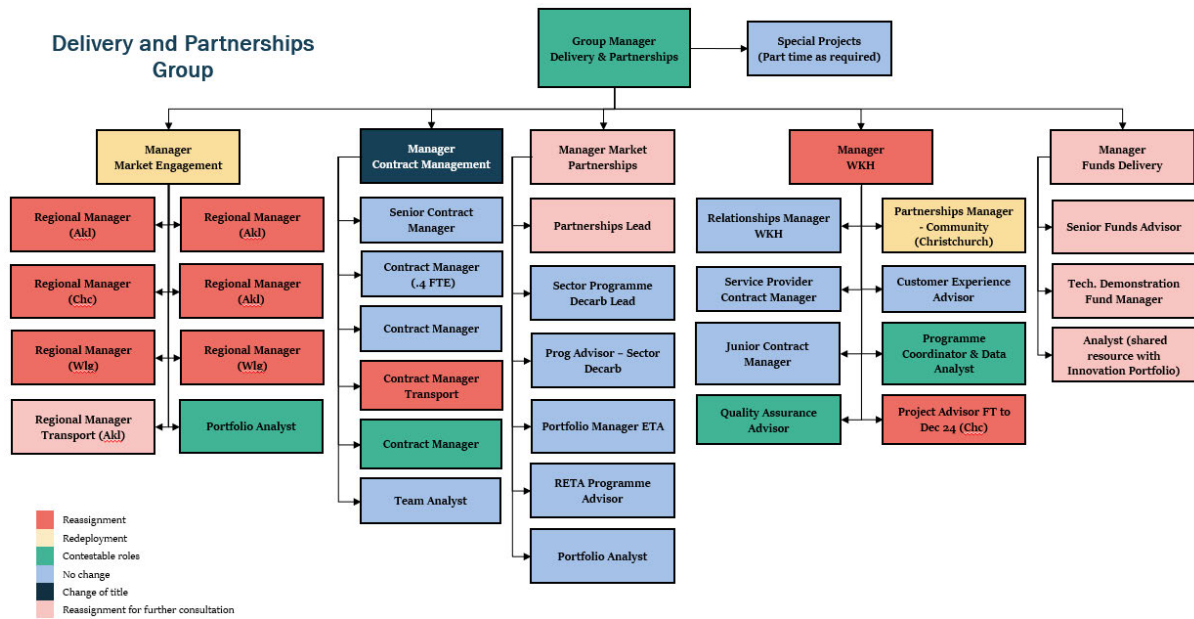 Delivery and Partnerships
Group
Group Manager
Delivery & Partnerships
Special Projects
(Part time as required)
Manager
Market Engagement
Regional Manager
(Akl)
Regional Manager
(Akl)
Regional Manager
(Chc)
Regional Manager
(Akl)
Regional Manager
(Wlg)
Regional Manager
(Wlg)
Regional Manager
Transport (Akl)
Portfolio Analyst
Manager
Contract Management
Senior Contract
Manager
Contract Manager
(.4 FTE)
Contract Manager
Contract Manager
Transport
Contract Manager
Team Analyst
Manager Market
Partnerships
Partnerships Lead
Sector Programme
Decarb Lead
Prog Advisor – Sector
Decarb
Portfolio Manager ETA
RETA Programme
Advisor
Portfolio Analyst
Manager
WKH
Relationships Manager
WKH
Partnerships Manager
- Community
(Christchurch)
Service Provider
Contract Manager
Customer Experience
Advisor
Junior Contract
Manager
Programme
Coordinator & Data
Analyst
Quality Assurance
Advisor
Project Advisor FT to
Dec 24 (Chc)
Manager
Funds Delivery
Senior Funds Advisor
Tech. Demonstration
Fund Manager
Analyst (shared
resource with
Innovation Portfolio)
Reassignment
Redeployment
Contestable roles
No change
Change of title
Reassignment for further consultation